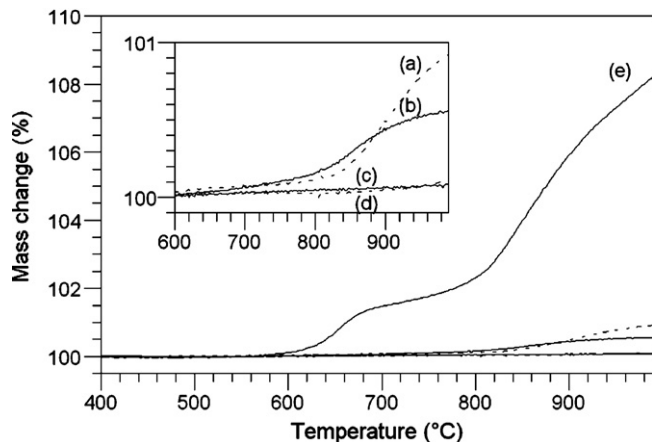 110
108
106
104
102
100
Mass change (%)
400 500 600 700 800 900
Temperature (°C)
101
100
600 700 800 900
(a)
(b)
(c)
(d)
(e)